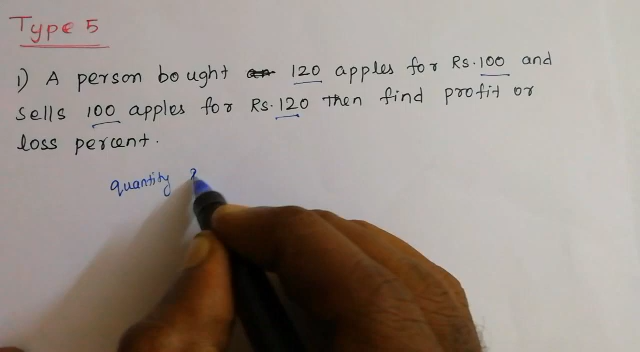 Type 5
1) A person bought 120 apples for Rs.100 and
sells 100 apples for Rs.120 then find profit or
loss percent.
quantity